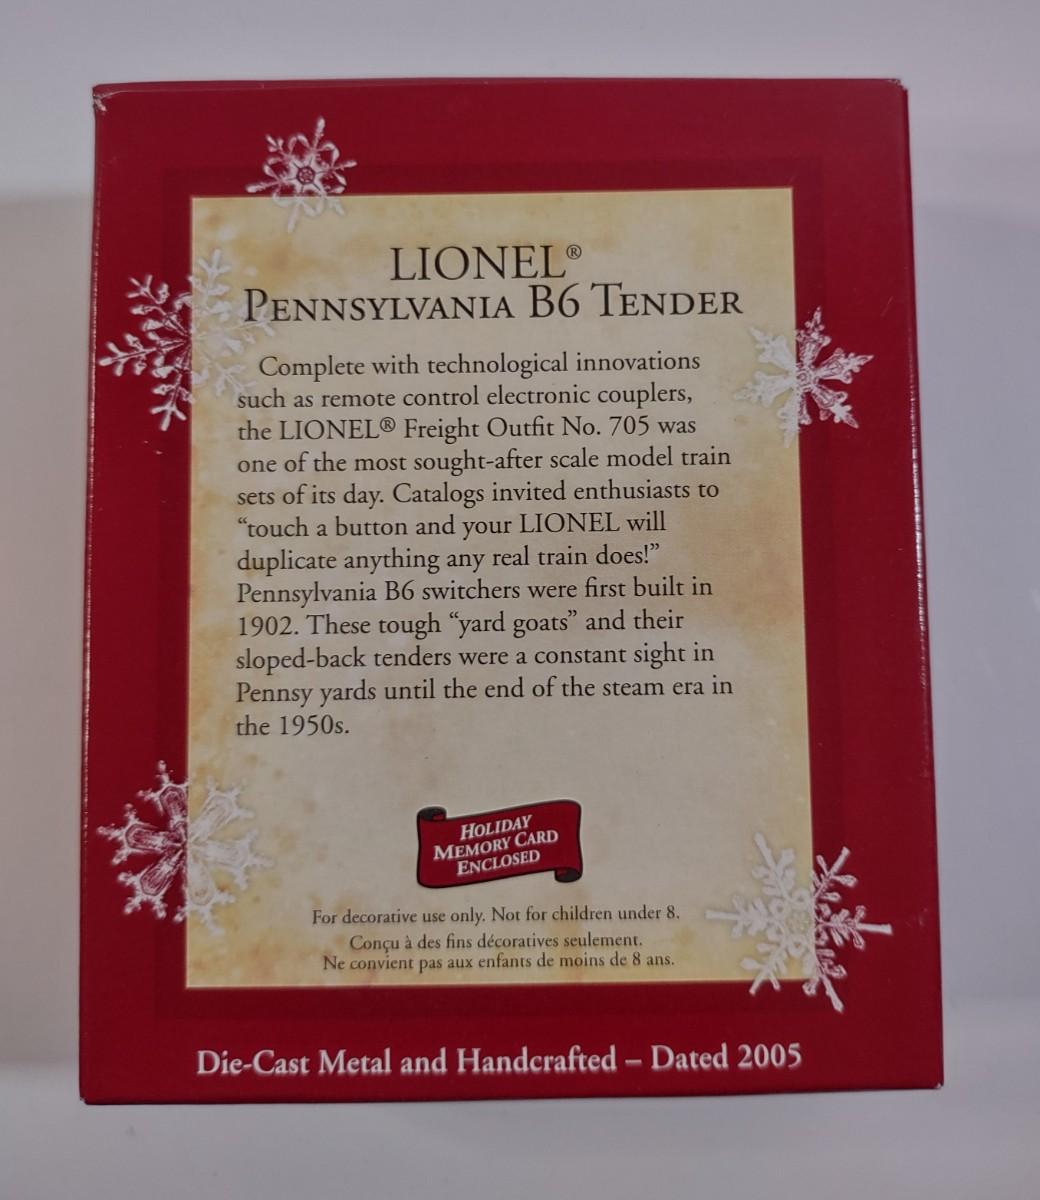 LIONEL®
PENNSYLVANIA B6 TENDER
Complete with technological innovations
such as remote control electronic couplers,
the LIONEL® Freight Outfit No. 705 was
one of the most sought-after scale model train
sets of its day. Catalogs invited enthusiasts to
“touch a button and your LIONEL will
duplicate anything any real train does!”
Pennsylvania B6 switchers were first built in
1902. These tough “yard goats” and their
sloped-back tenders were a constant sight in
Pennsy yards until the end of the steam era in
the 1950s.
HOLIDAY
MEMORY CARD
ENCLOSED
For decorative use only. Not for children under 8.
Conçu à des fins décoratives seulement.
Ne convient pas aux enfants de moins de 8 ans.
Die-Cast Metal and Handcrafted – Dated 2005